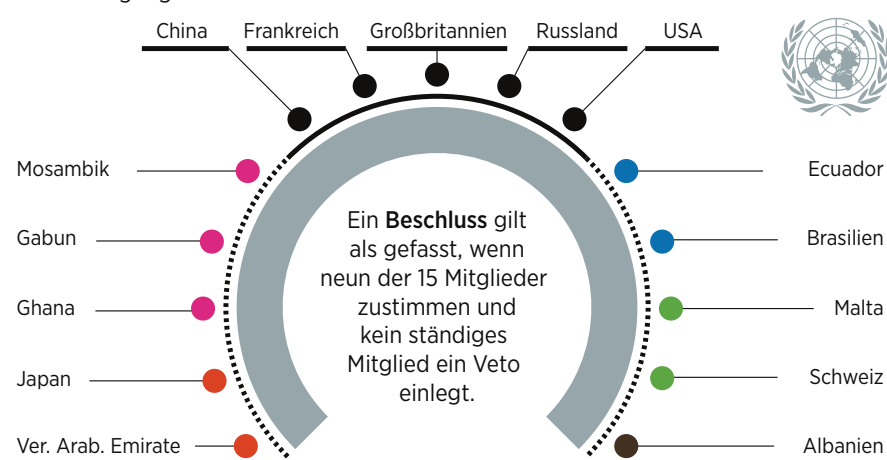 China Frankreich Großbritannien Russland USA
Mosambik
Gabun
Ghana
Japan
Ver. Arab. Emirate
Ein Beschluss gilt
als gefasst, wenn
neun der 15 Mitglieder
zustimmen und
kein ständiges
Mitglied ein Veto
einlegt.
Ecuador
Brasilien
Malta
Schweiz
Albanien